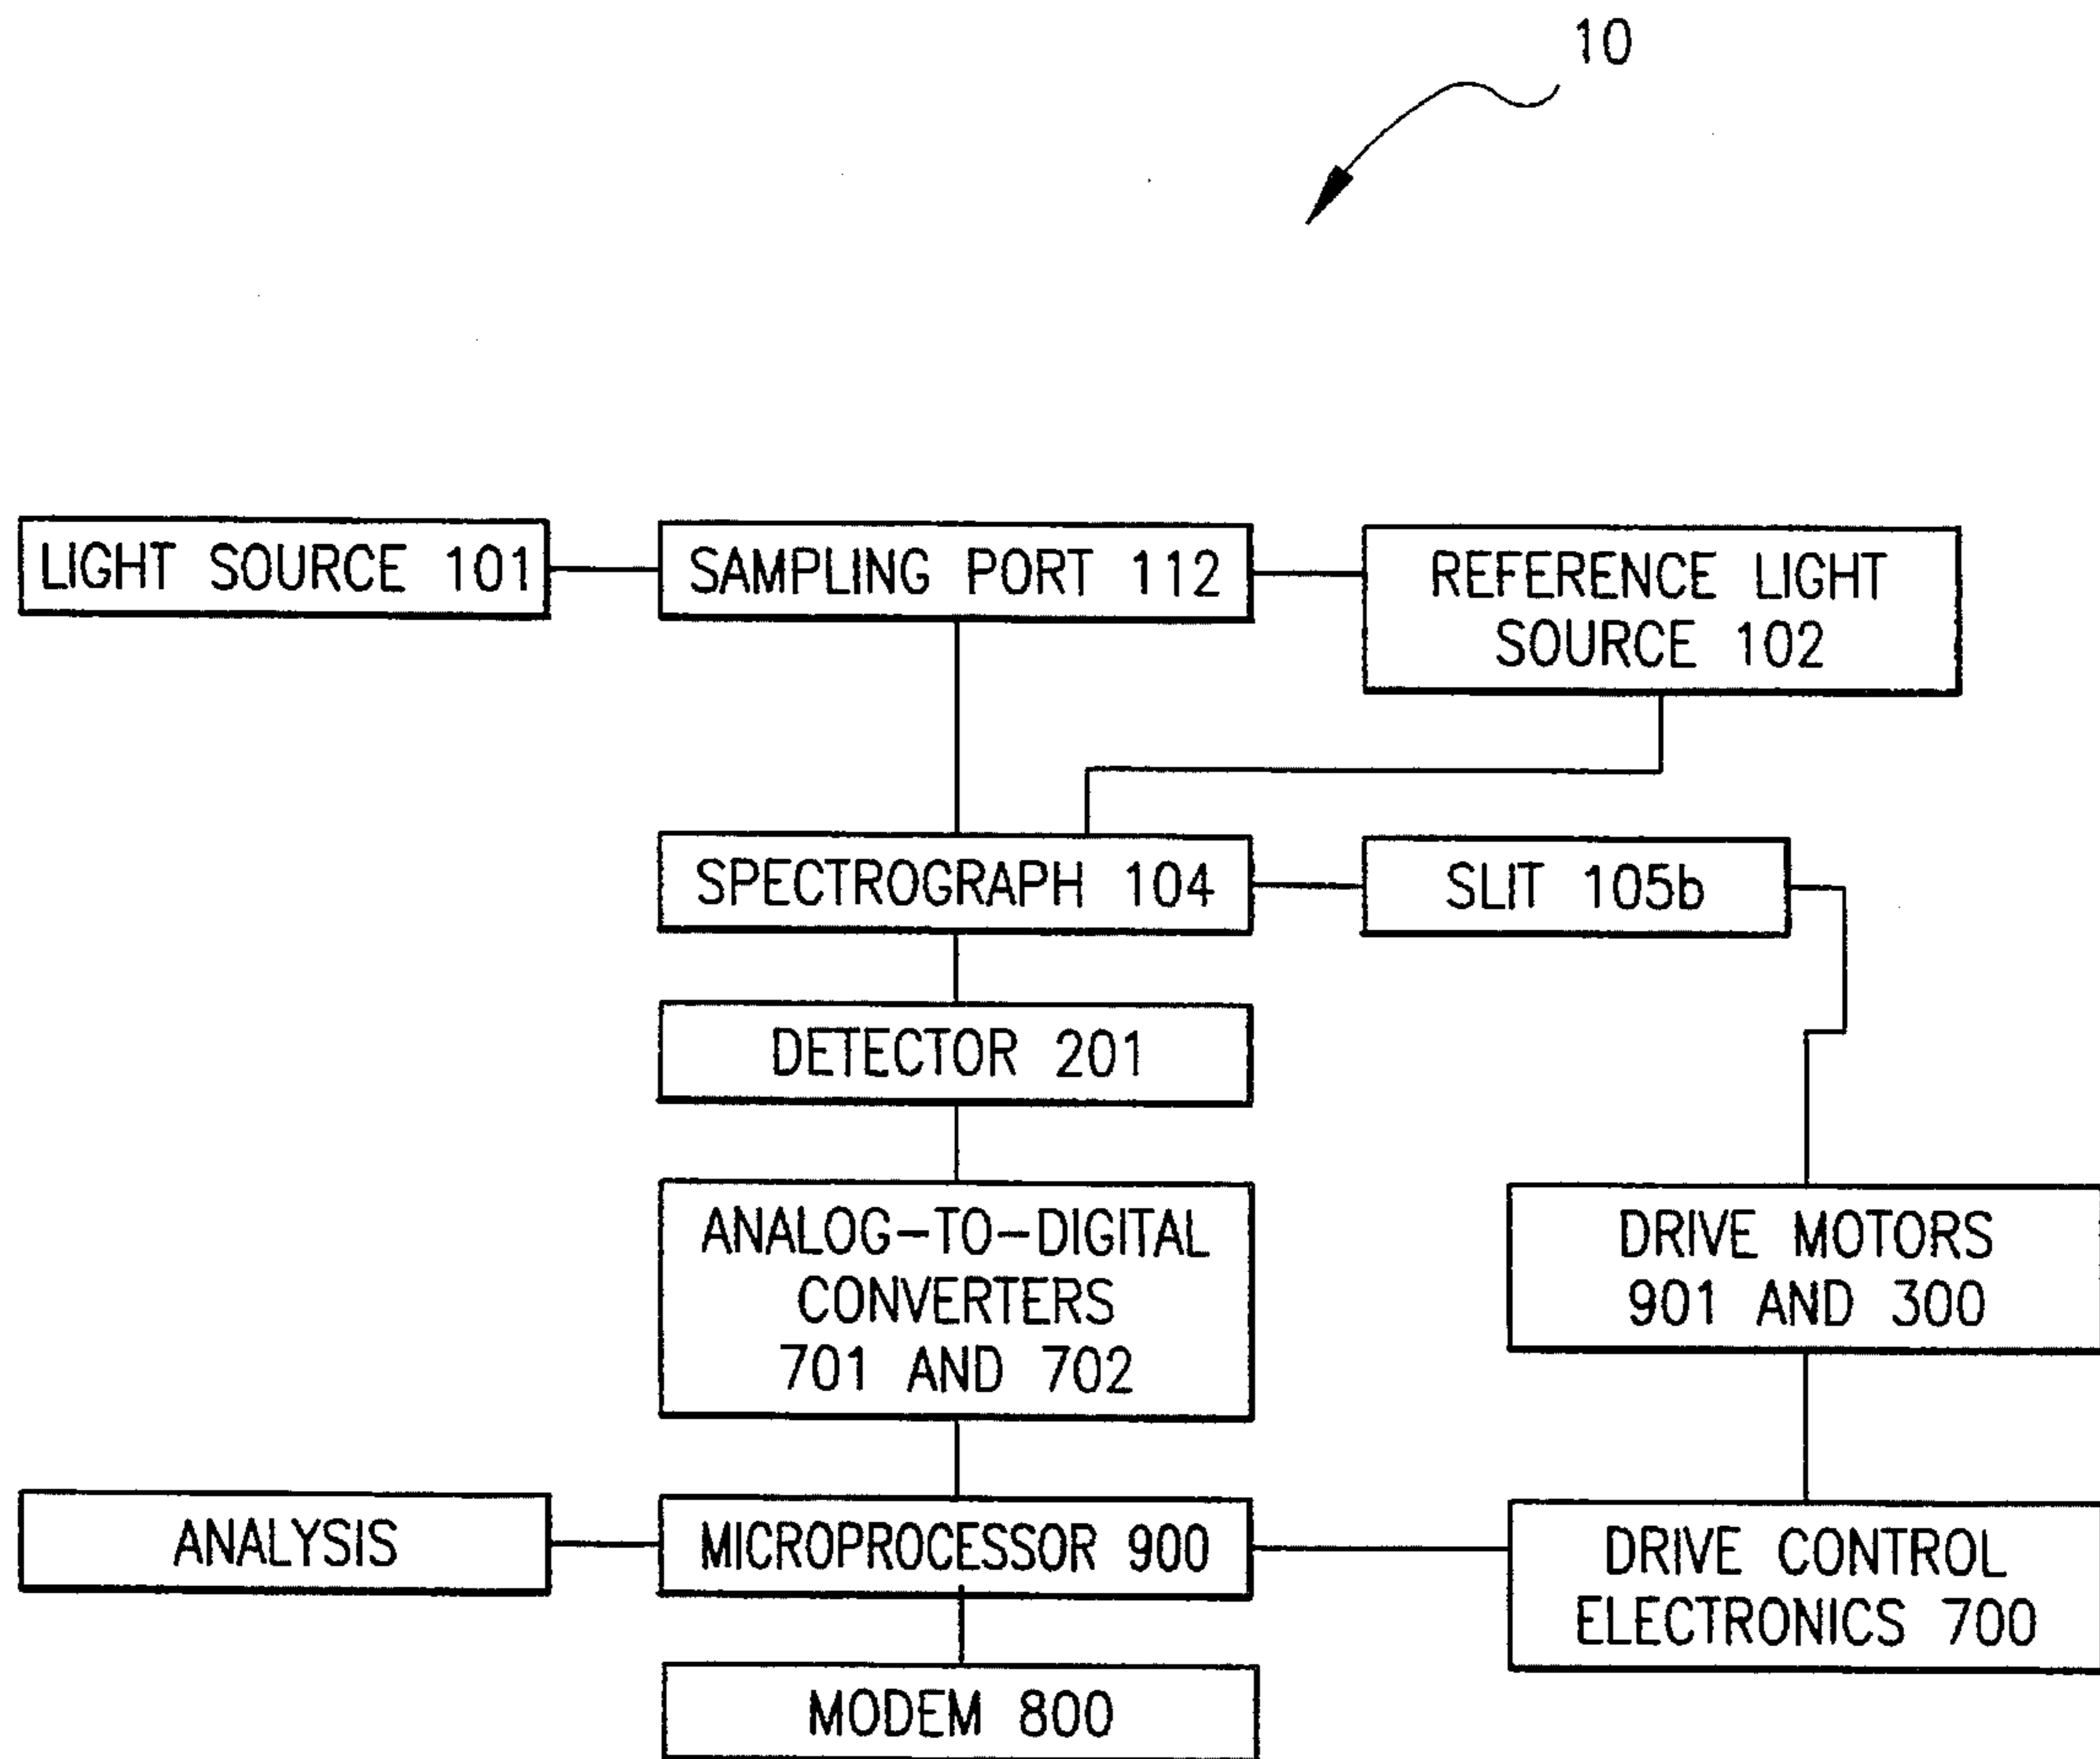 10
LIGHT SOURCE 101
SAMPLING PORT 112
REFERENCE LIGHT
SOURCE 102
SPECTROGRAPH 104
SLIT 105b
DETECTOR 201
ANALOG-TO-DIGITAL
CONVERTERS
701 AND 702
DRIVE MOTORS
901 AND 300
ANALYSIS
MICROPROCESSOR 900
DRIVE CONTROL
ELECTRONICS 700
MODEM 800